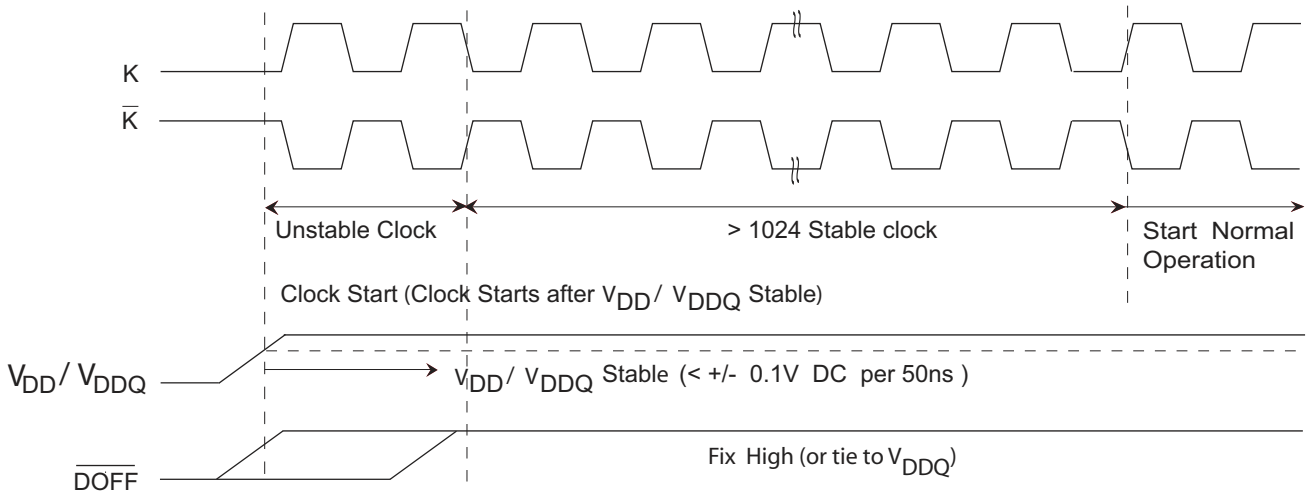 K
K̅
Unstable Clock
> 1024 Stable clock
Start Normal
Operation
Clock Start (Clock Starts after VDD / VDDQ Stable)
VDD / VDDQ
VDD / VDDQ Stable (< +/- 0.1V DC per 50ns )
D̅O̅F̅F̅
Fix High (or tie to VDDQ)